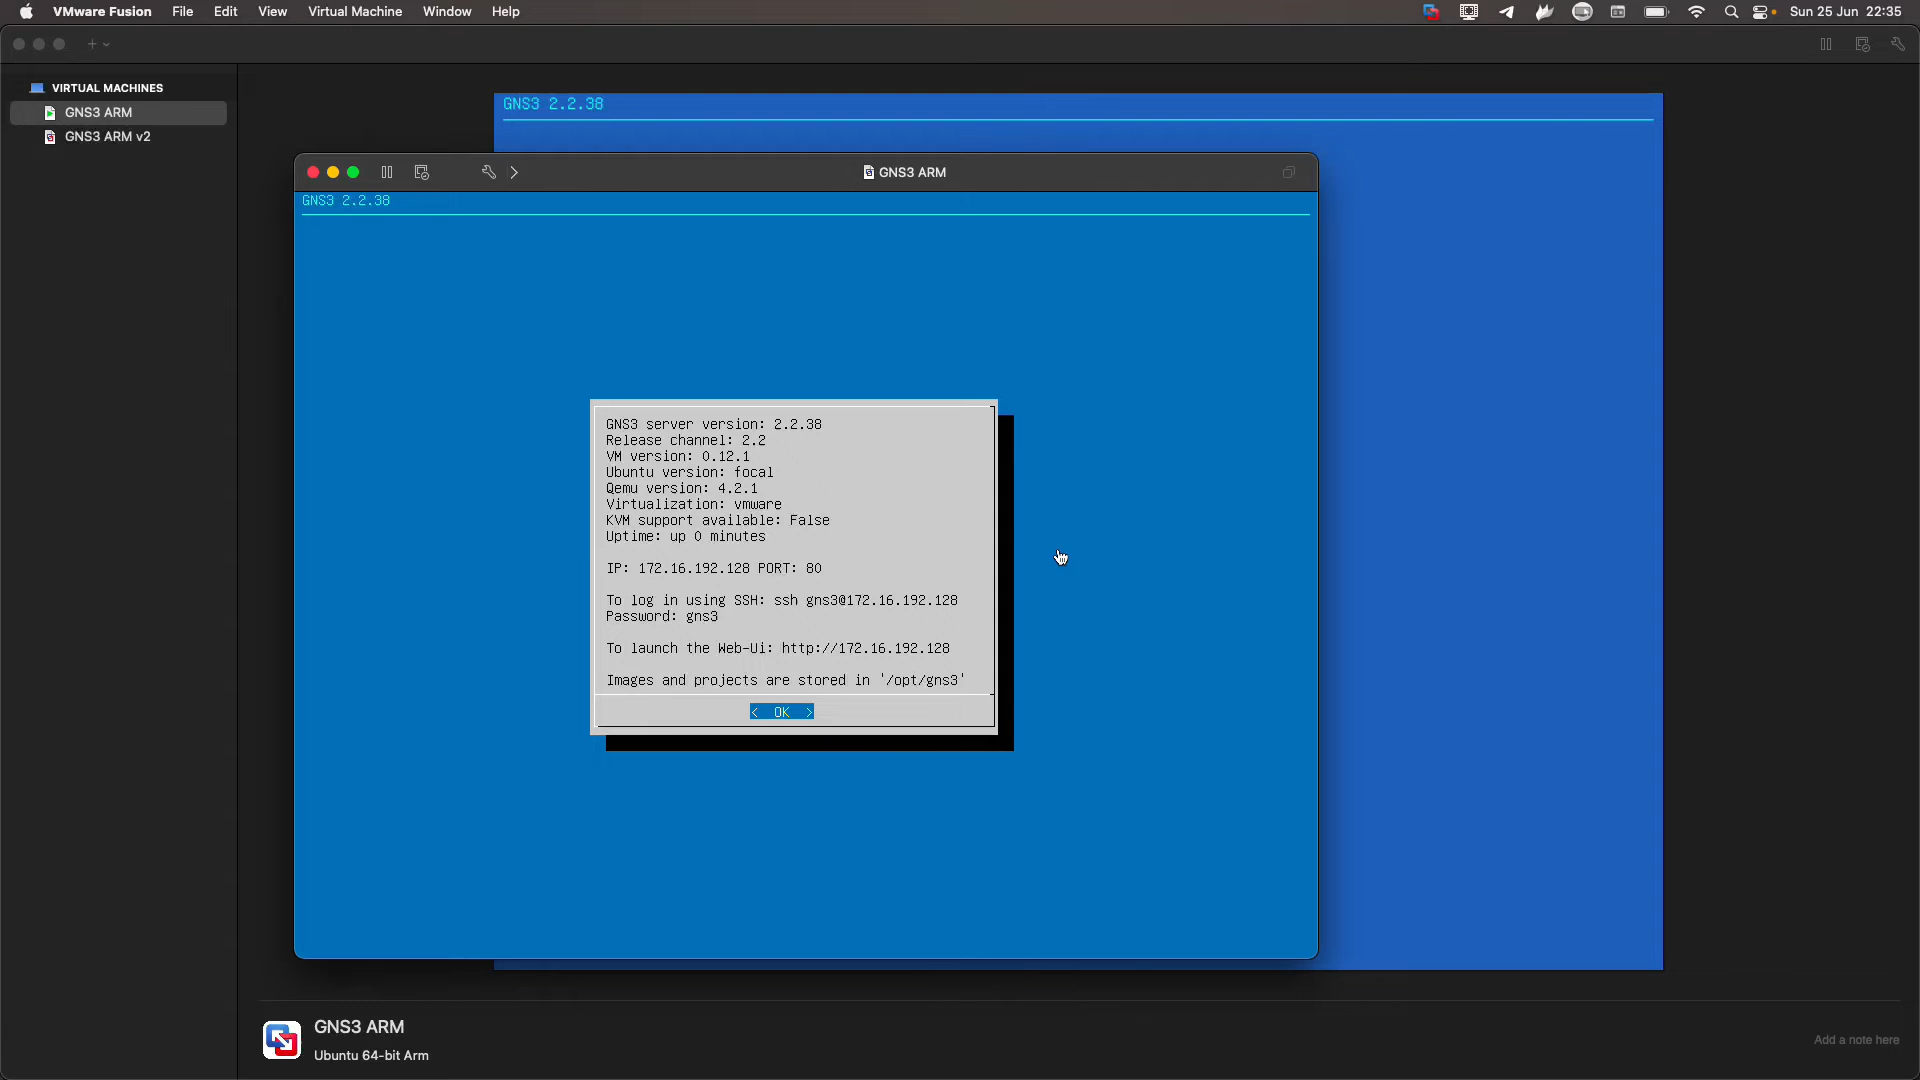 VMware Fusion File Edit View Virtual Machine Window Help Sun 25 Jun 22:35
VIRTUAL MACHINES
GNS3 ARM
GNS3 ARM v2
GNS3 2.2.38
GNS3 ARM
GNS3 2.2.38
GNS3 server version: 2.2.38
Release channel: 2.2
VM version: 0.12.1
Ubuntu version: focal
Qemu version: 4.2.1
Virtualization: vmware
KVM support available: False
Uptime: up 0 minutes
IP: 172.16.192.128 PORT: 80
To log in using SSH: ssh gns3@172.16.192.128
Password: gns3
To launch the Web-Ui: http://172.16.192.128
Images and projects are stored in '/opt/gns3'
< OK >
GNS3 ARM
Ubuntu 64-bit Arm
Add a note here